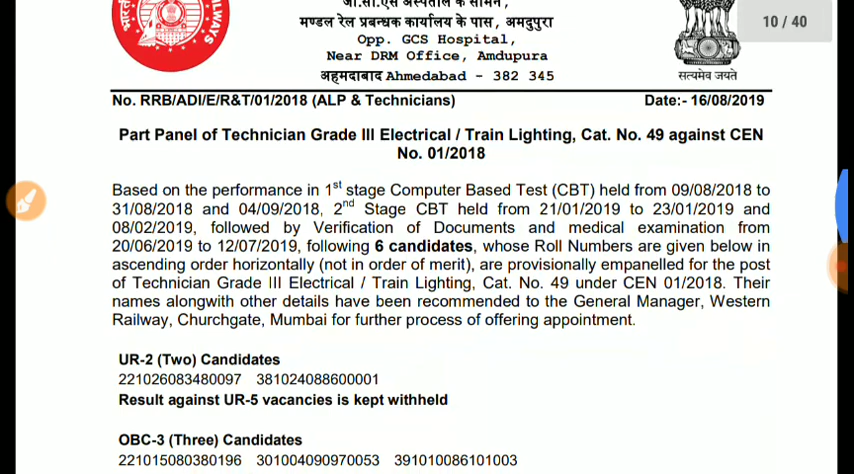 जी.सी.एस अस्पताल के सामने,
मण्डल रेल प्रबन्धक कार्यालय के पास, अमदुपुरा
Opp. GCS Hospital,
Near DRM Office, Amdupura
अहमदाबाद Ahmedabad - 382 345
सत्यमेव जयते
10 / 40
No. RRB/ADI/E/R&T/01/2018 (ALP & Technicians) Date:- 16/08/2019
Part Panel of Technician Grade III Electrical / Train Lighting, Cat. No. 49 against CEN
No. 01/2018
Based on the performance in 1st stage Computer Based Test (CBT) held from 09/08/2018 to
31/08/2018 and 04/09/2018, 2nd Stage CBT held from 21/01/2019 to 23/01/2019 and
08/02/2019, followed by Verification of Documents and medical examination from
20/06/2019 to 12/07/2019, following 6 candidates, whose Roll Numbers are given below in
ascending order horizontally (not in order of merit), are provisionally empanelled for the post
of Technician Grade III Electrical / Train Lighting, Cat. No. 49 under CEN 01/2018. Their
names alongwith other details have been recommended to the General Manager, Western
Railway, Churchgate, Mumbai for further process of offering appointment.
UR-2 (Two) Candidates
221026083480097 381024088600001
Result against UR-5 vacancies is kept withheld
OBC-3 (Three) Candidates
221015080380196 301004090970053 391010086101003